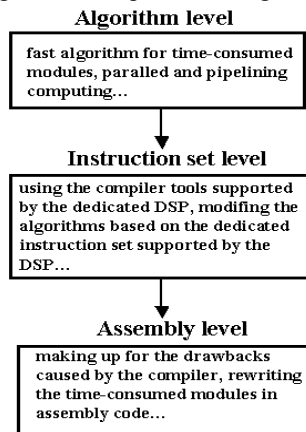 Algorithm level
fast algorithm for time-consumed
modules, paralled and pipelining
computing...
Instruction set level
using the compiler tools supported
by the dedicated DSP, modifing the
algorithms based on the dedicated
instruction set supported by the
DSP...
Assembly level
making up for the drawbacks
caused by the compiler, rewriting
the time-consumed modules in
assembly code...